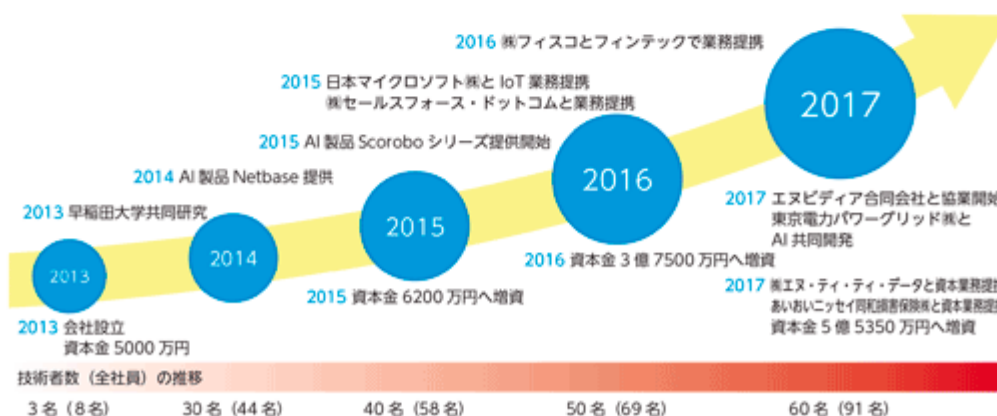 2016 ㈱フィスコとフィンテックで業務提携
2015 日本マイクロソフト㈱と IoT 業務提携
㈱セールスフォース・ドットコムと業務提携
2017
2015 AI 製品 Scorobo シリーズ提供開始
2014 AI 製品 Netbase 提供
2016
2013 早稲田大学共同研究
2015
2017 エヌビディア合同会社と協業開始
東京電力パワーグリッド㈱と
AI 共同開発
2014
2013
2016 資本金 3 億 7500 万円へ増資
2015 資本金 6200 万円へ増資
2017 ㈱エヌ・ティ・ティ・データと資本業務提携
あいおいニッセイ同和損害保険㈱と資本業務提携
資本金 5 億 5350 万円へ増資
2013 会社設立
資本金 5000 万円
技術者数（全社員）の推移
3 名（8 名） 30 名（44 名） 40 名（58 名） 50 名（69 名） 60 名（91 名）